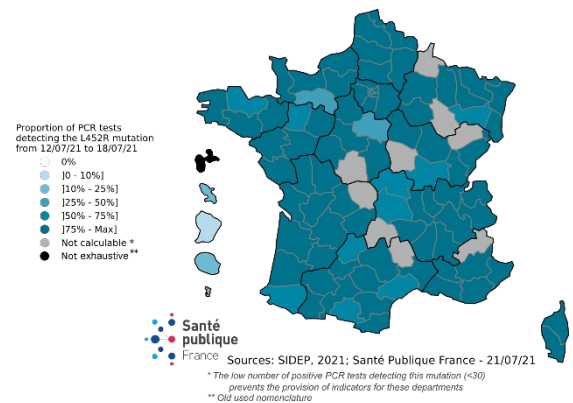 Proportion of PCR tests
detecting the L452R mutation
from 12/07/21 to 18/07/21
0%
]0 - 10%]
]10% - 25%]
]25% - 50%]
]50% - 75%]
]75% - Max]
Not calculable *
Not exhaustive **
Santé
publique
France
Sources: SIDEP, 2021; Santé Publique France - 21/07/21
* The low number of positive PCR tests detecting this mutation (<30)
prevents the provision of indicators for these departments
** Old used nomenclature